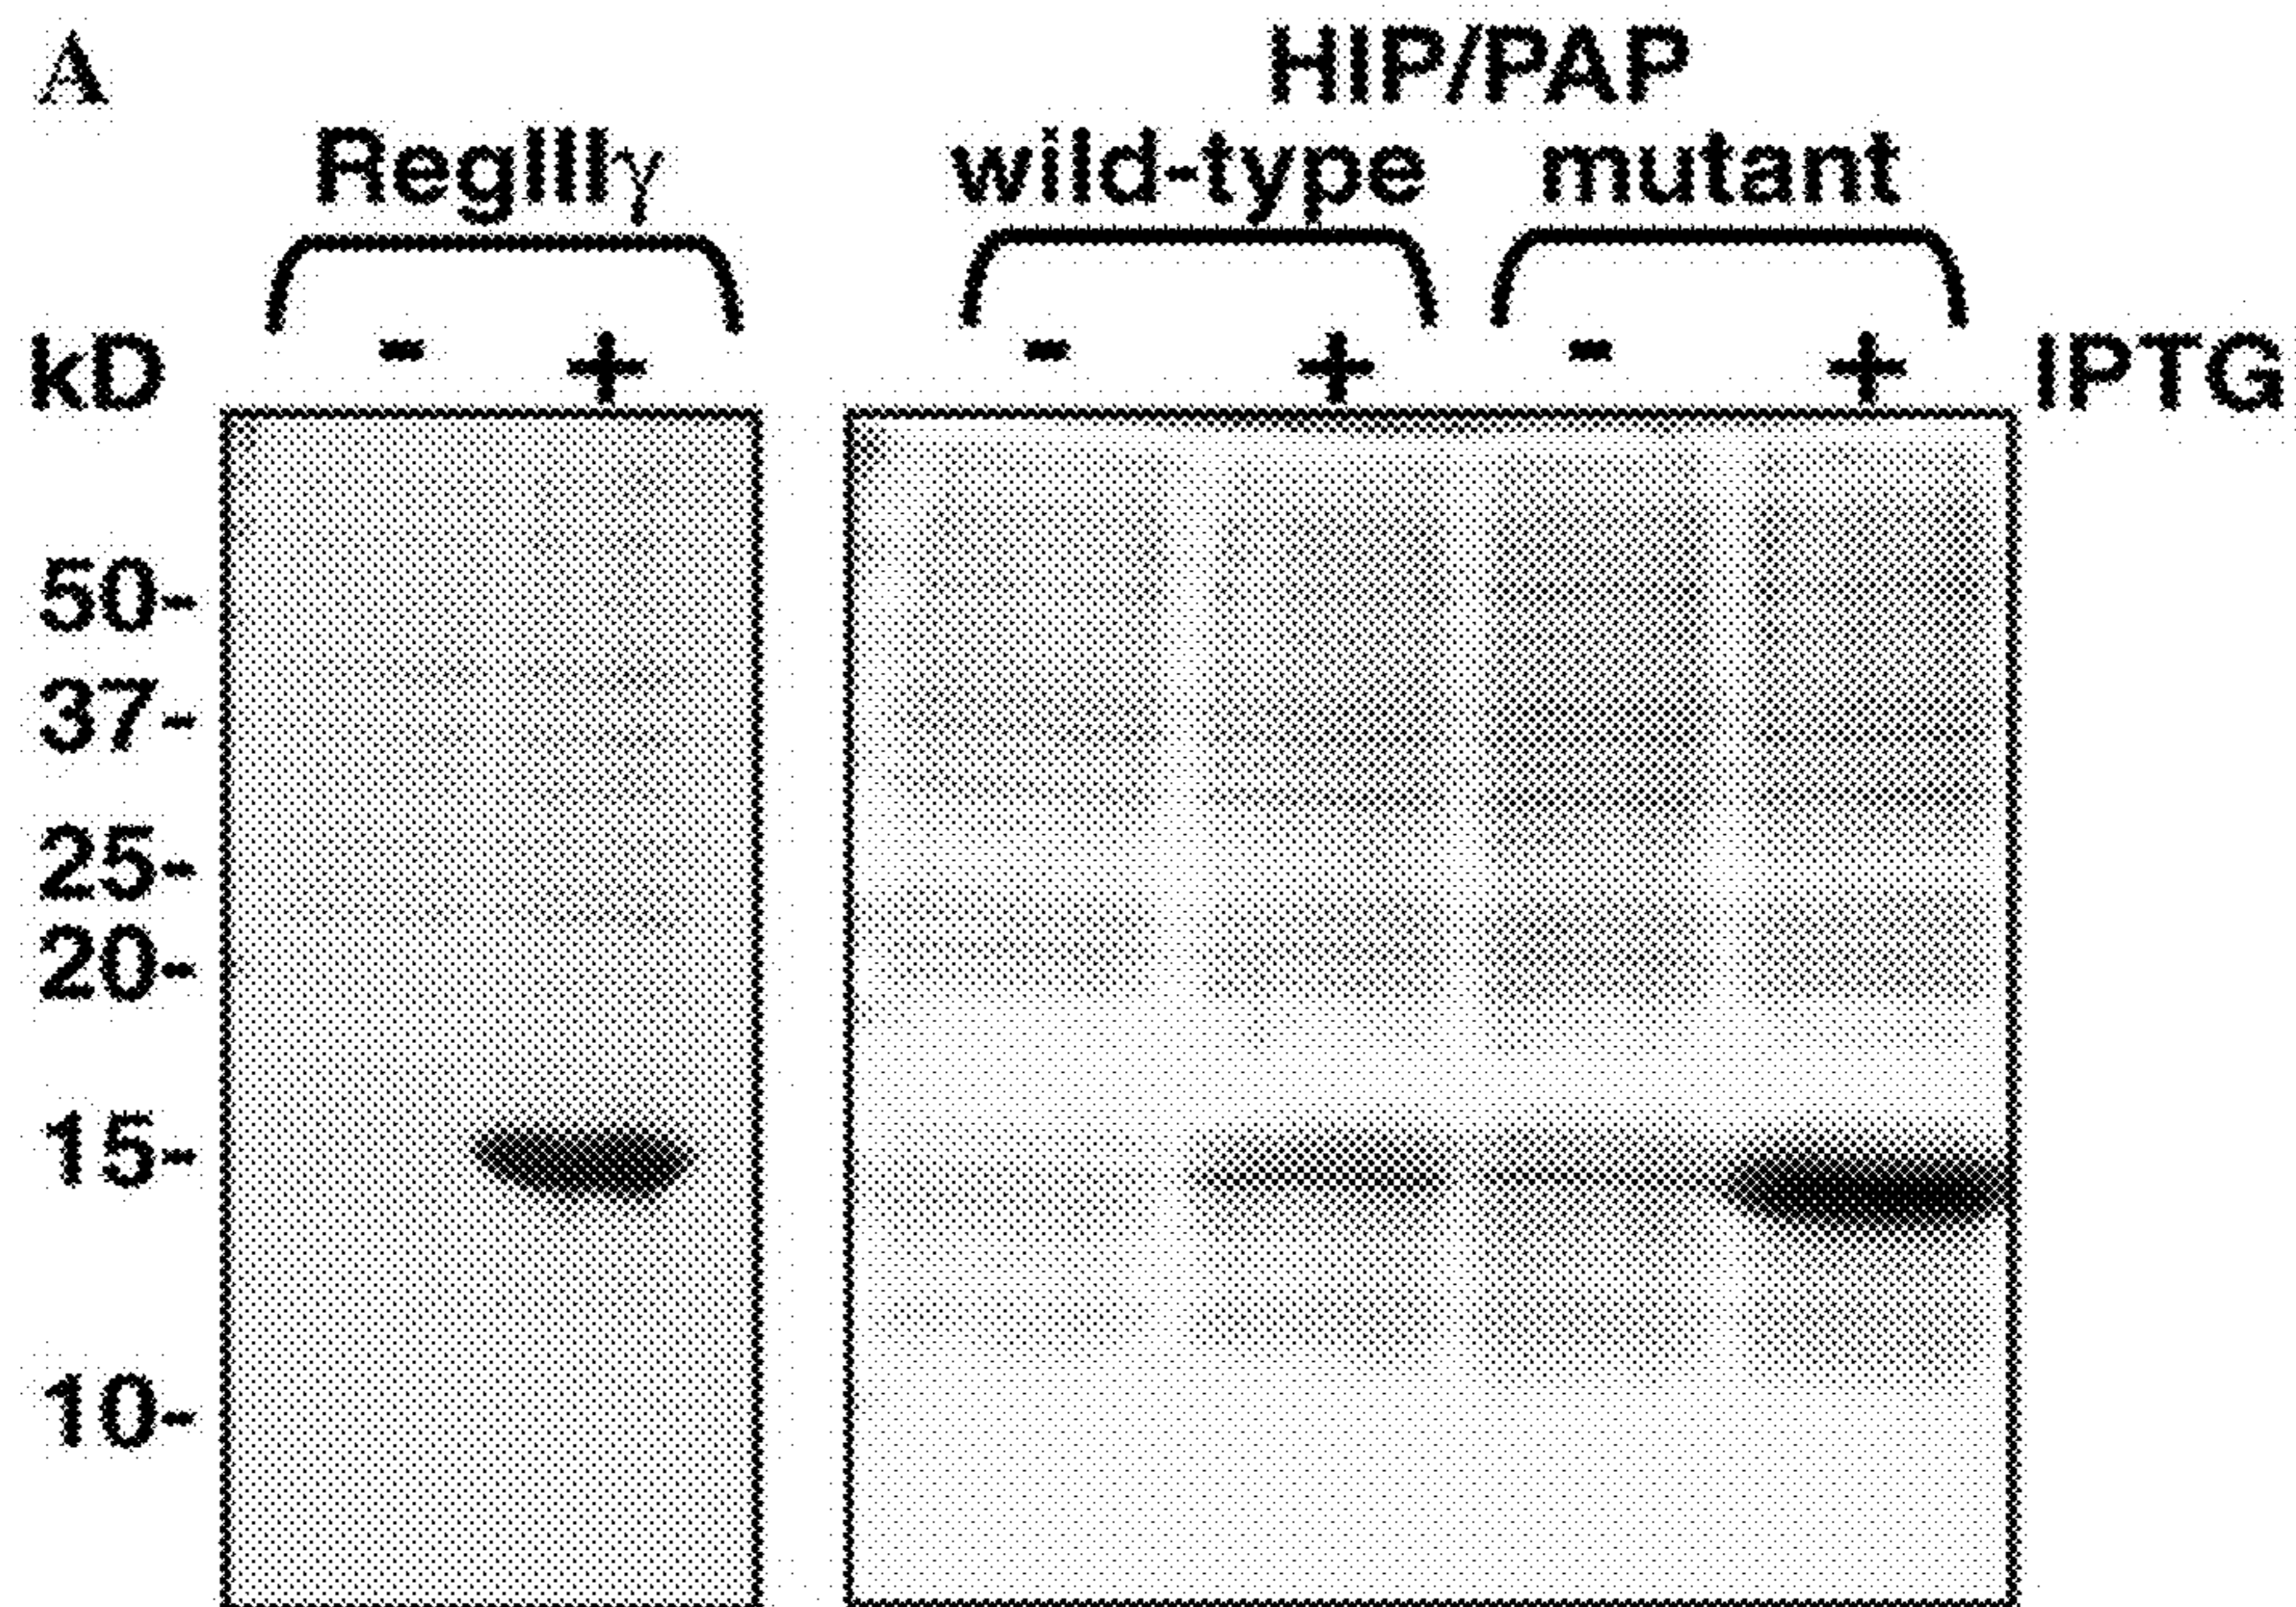 A
HIP/PAP
RegIIIγ wild-type mutant
kD - + - + - + IPTG
50-
37-
25-
20-
15-
10-